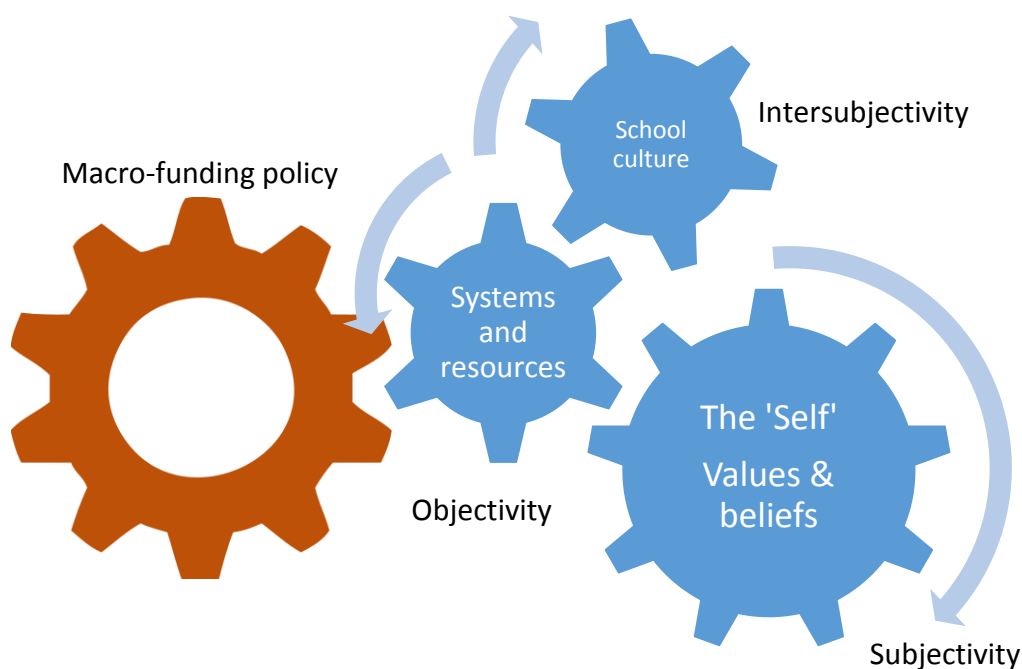 School
culture
Intersubjectivity
Macro-funding policy
Systems
and
resources
The 'Self'
Values &
beliefs
Objectivity
Subjectivity